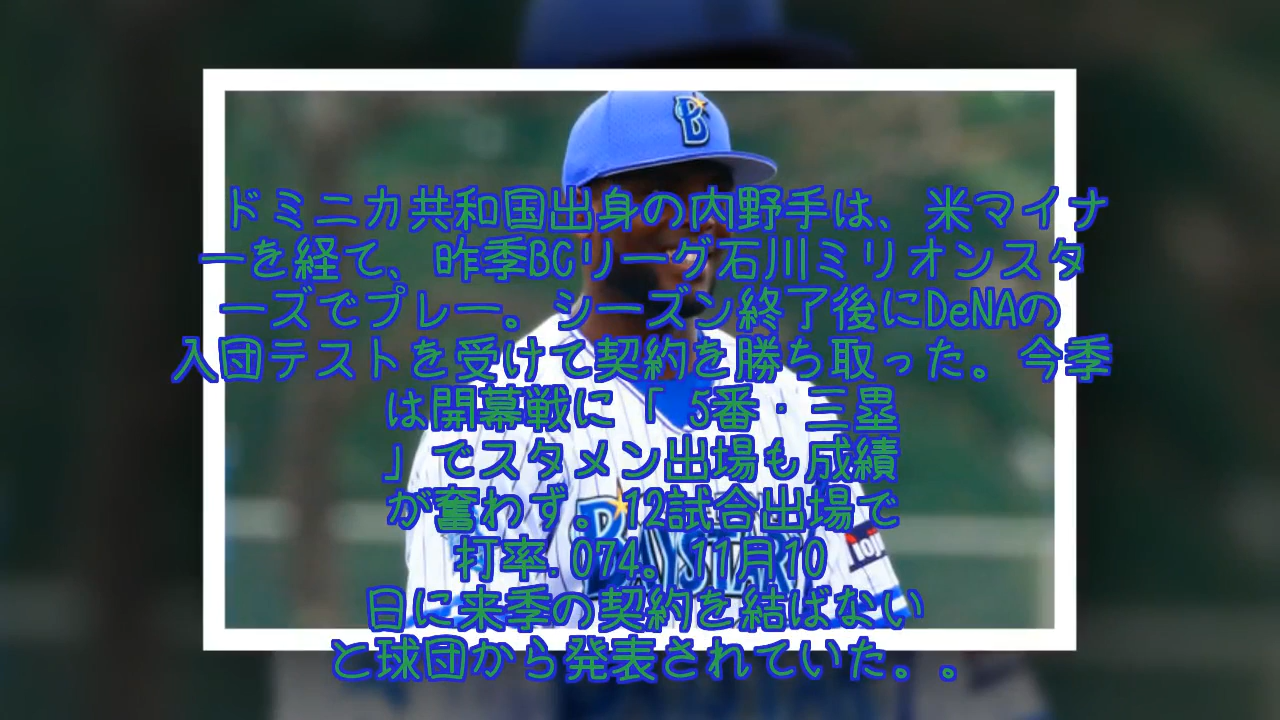 ドミニカ共和国出身の内野手は、米マイナ
ーを経て、昨季BCリーグ石川ミリオンスタ
ーズでプレー。シーズン終了後にDeNAの
入団テストを受けて契約を勝ち取った。今季
は開幕戦に「 5番・三塁
」でスタメン出場も成績
が奮わず。12試合出場で
打率.074。11月10
日に来季の契約を結ばない
と球団から発表されていた。。
B
BAYSTARS
noji